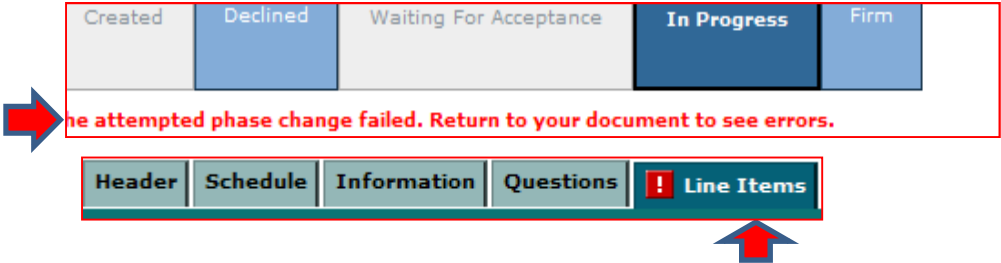 Created Declined Waiting For Acceptance In Progress Firm
he attempted phase change failed. Return to your document to see errors.
Header Schedule Information Questions ! Line Items